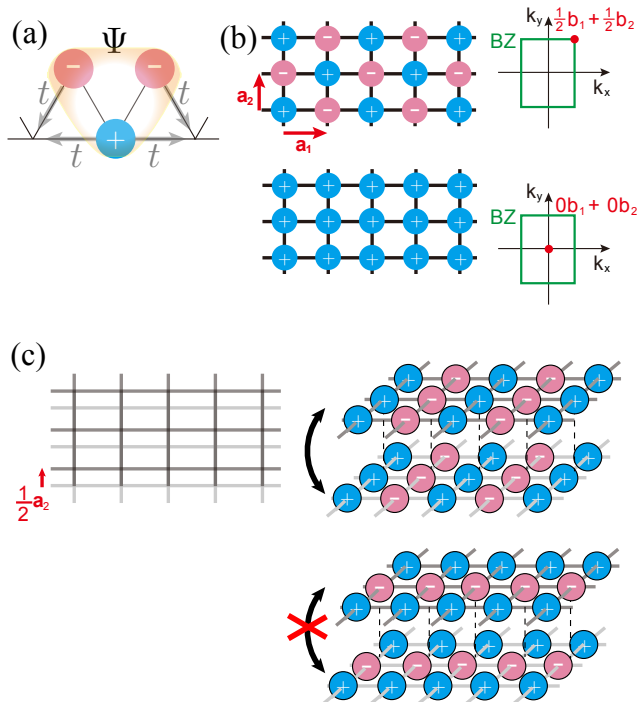 (a)
Ψ
− −
t t
+
t t
(b)
+ − + − +
− + − + −
+ − + − +
a₂
a₁
k_y ½b₁+½b₂
BZ
k_x
+ + + + +
+ + + + +
+ + + + +
k_y 0b₁+ 0b₂
BZ
k_x
(c)
½a₂
+ − + − +
+ − + − +
+ − + − +
+ − + − +
+ − + − +
+ − + − +
+ + + + +
− − − − −
+ + + + +
+ + + + +
− − − − −
+ + + + +